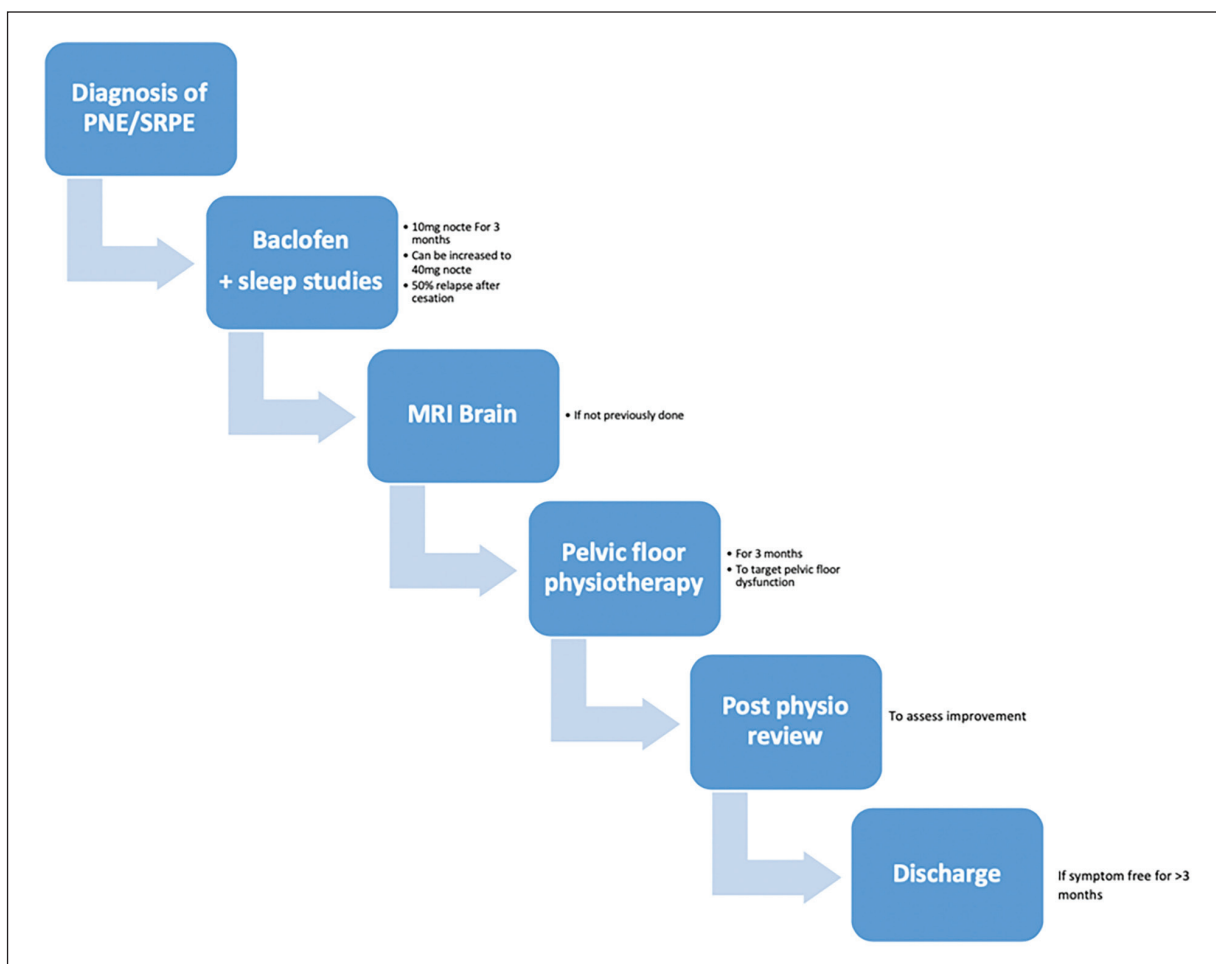 Diagnosis of
PNE/SRPE
Baclofen
+ sleep studies
• 10mg nocte For 3
months
• Can be increased to
40mg nocte
• 50% relapse after
cesation
MRI Brain
• If not previously done
Pelvic floor
physiotherapy
• For 3 months
• To target pelvic floor
dysfunction
Post physio
review
To assess improvement
Discharge
If symptom free for >3
months